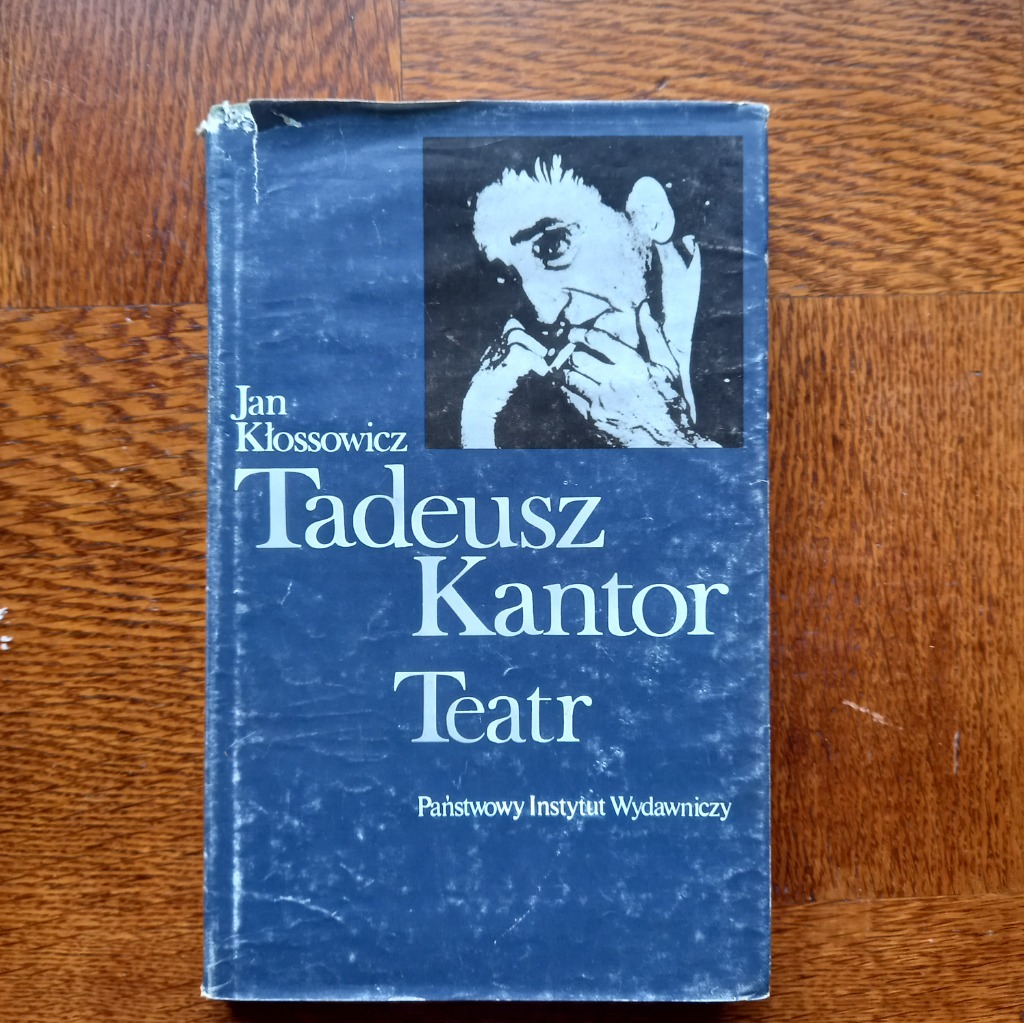 Jan
Kłossowicz
Tadeusz
Kantor
Teatr
Państwowy Instytut Wydawniczy